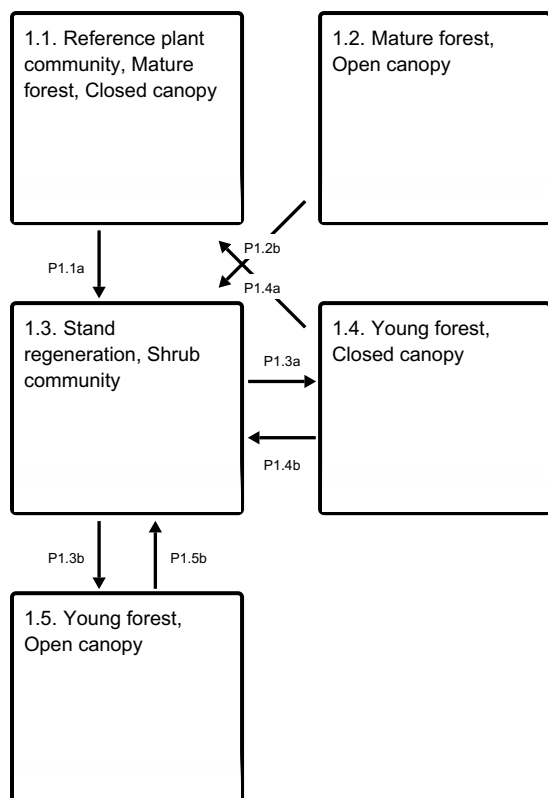 1.1. Reference plant
community, Mature
forest, Closed canopy
1.2. Mature forest,
Open canopy
P1.1a
P1.2b
P1.4a
1.3. Stand
regeneration, Shrub
community
P1.3a
1.4. Young forest,
Closed canopy
P1.4b
P1.3b
P1.5b
1.5. Young forest,
Open canopy